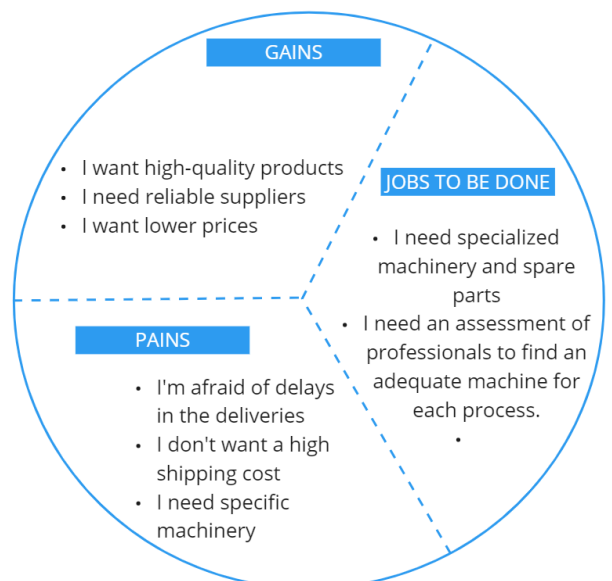 GAINS
• I want high-quality products
• I need reliable suppliers
• I want lower prices
JOBS TO BE DONE
• I need specialized
machinery and spare
parts
• I need an assessment of
professionals to find an
adequate machine for
each process.
•
PAINS
• I'm afraid of delays
in the deliveries
• I don't want a high
shipping cost
• I need specific
machinery